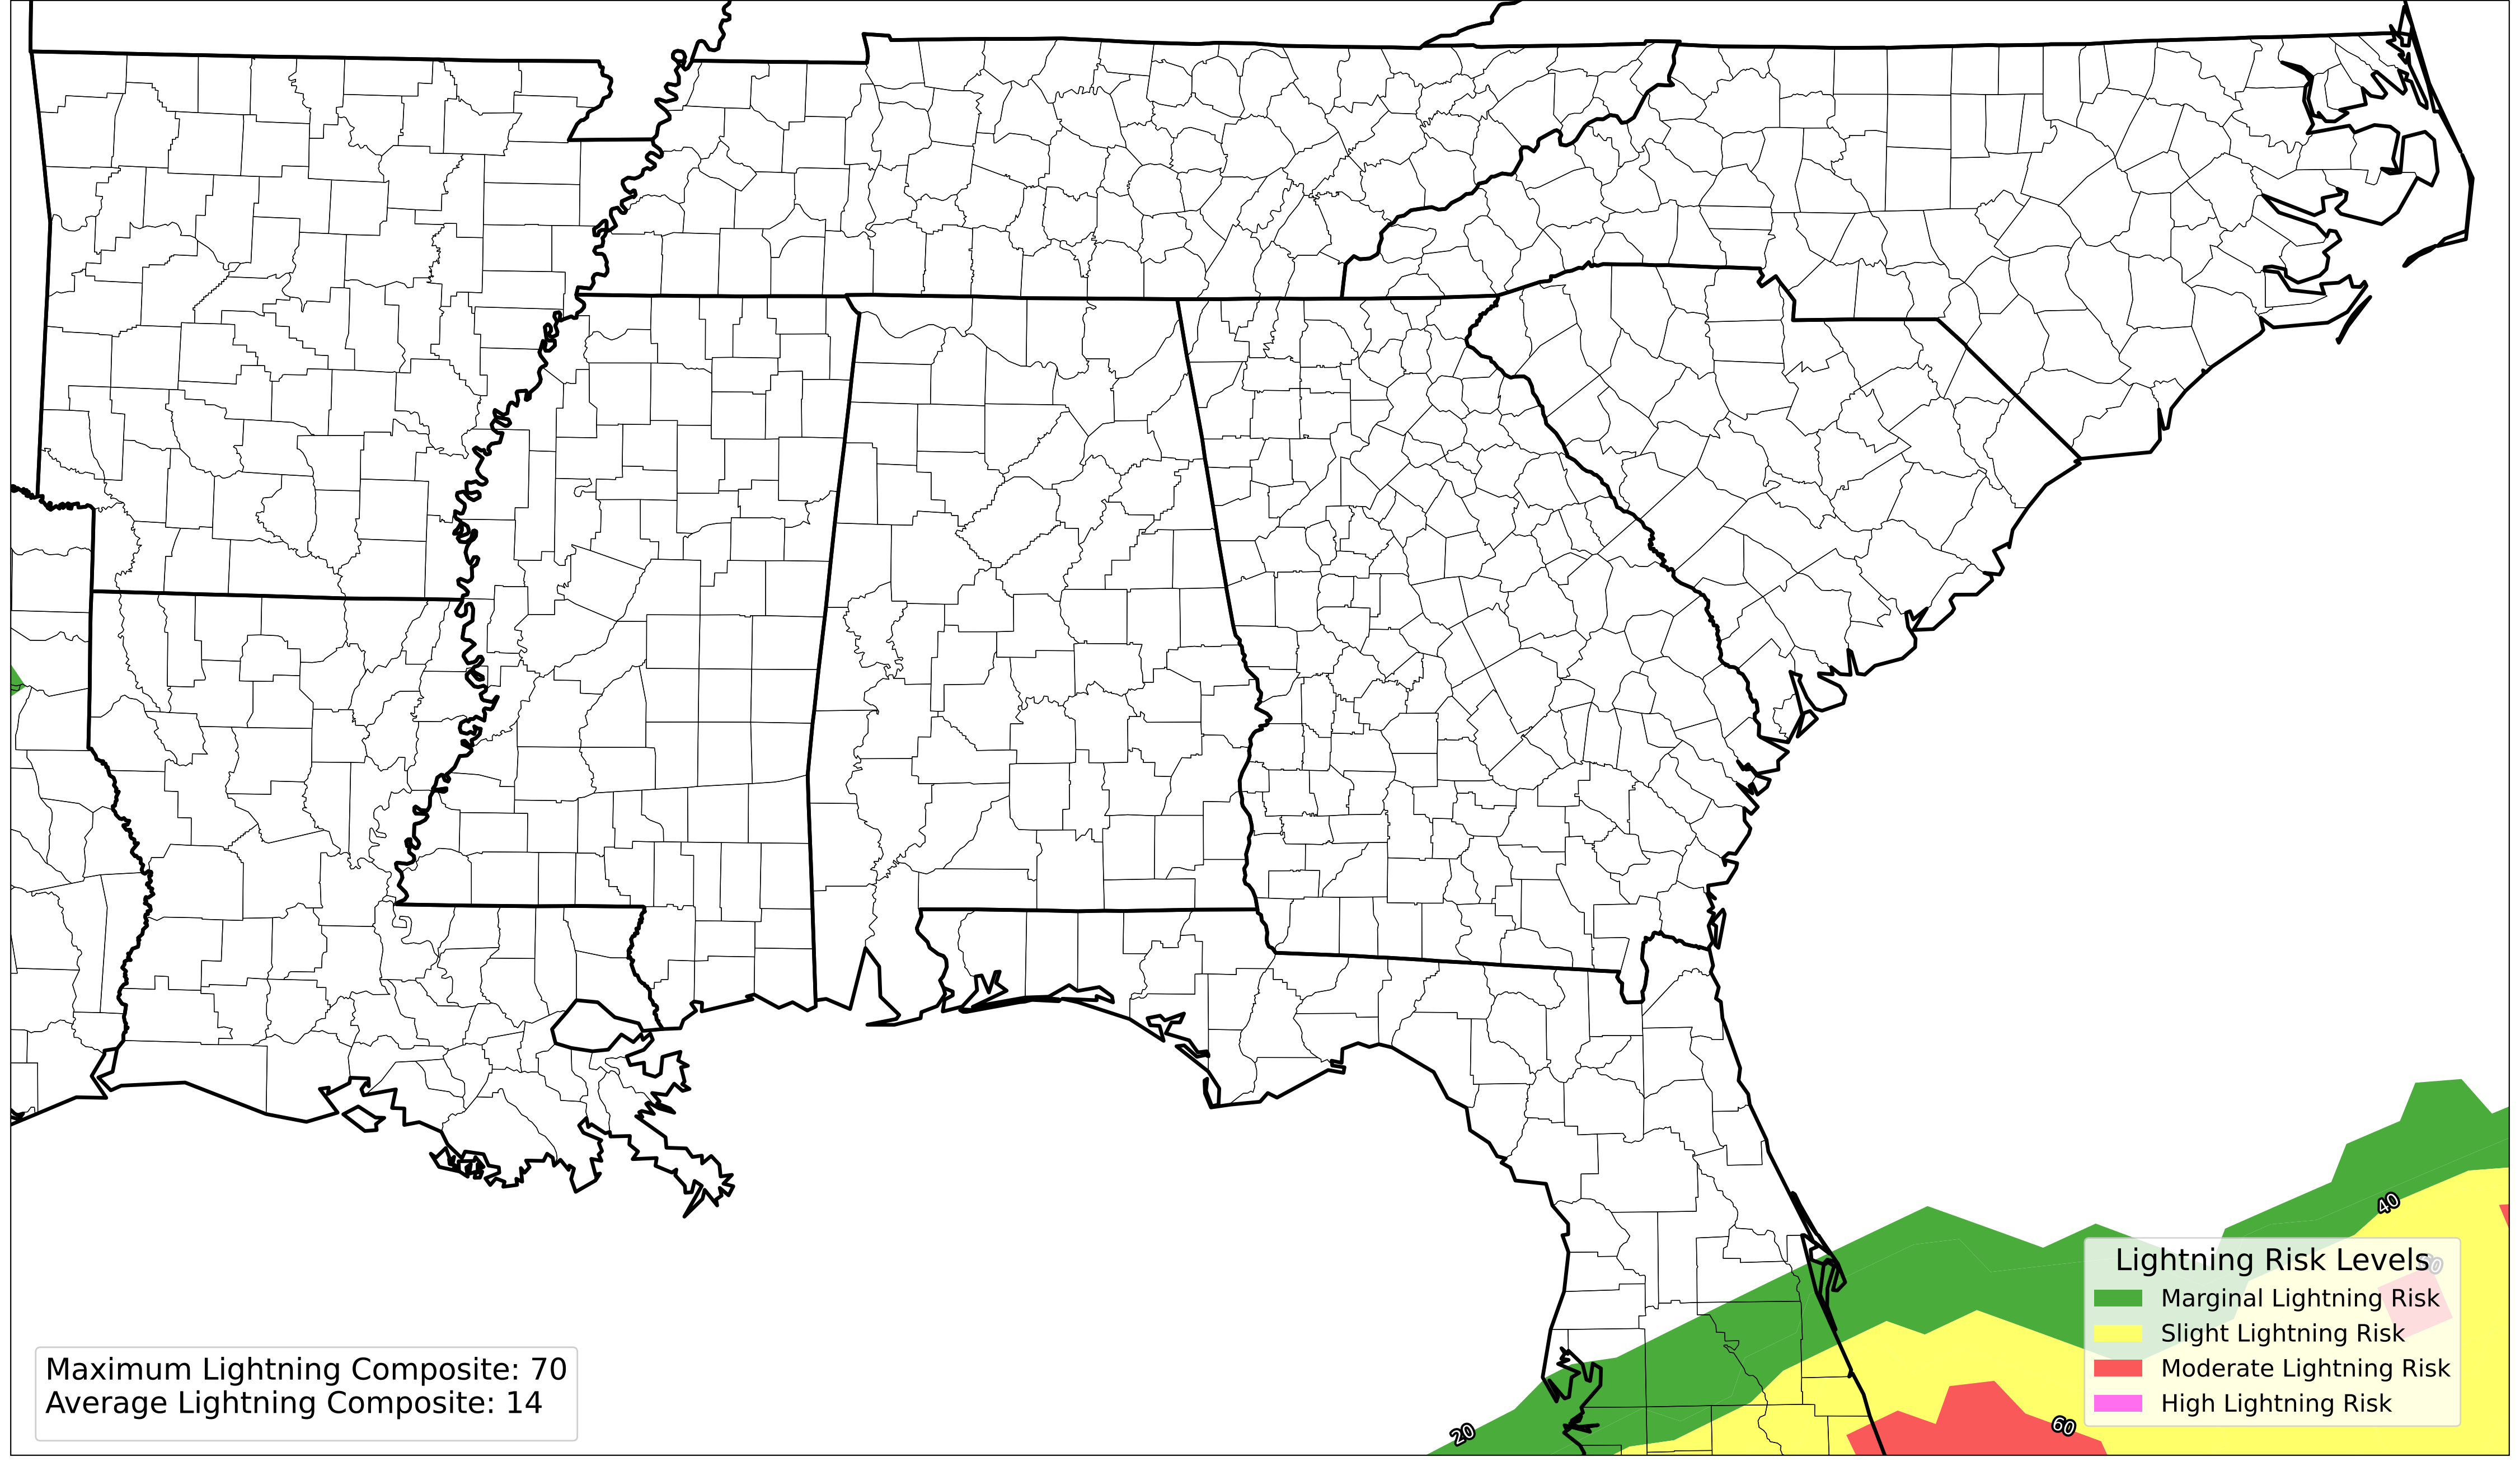 40
Lightning Risk Levels
Marginal Lightning Risk
Slight Lightning Risk
Moderate Lightning Risk
High Lightning Risk
Maximum Lightning Composite: 70
Average Lightning Composite: 14
20
60